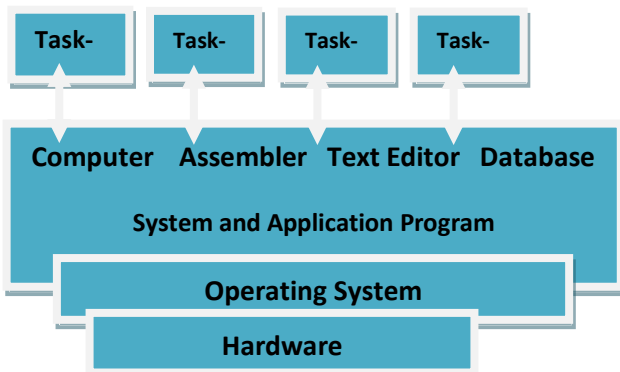 Task- Task- Task- Task-
Computer Assembler Text Editor Database
System and Application Program
Operating System
Hardware